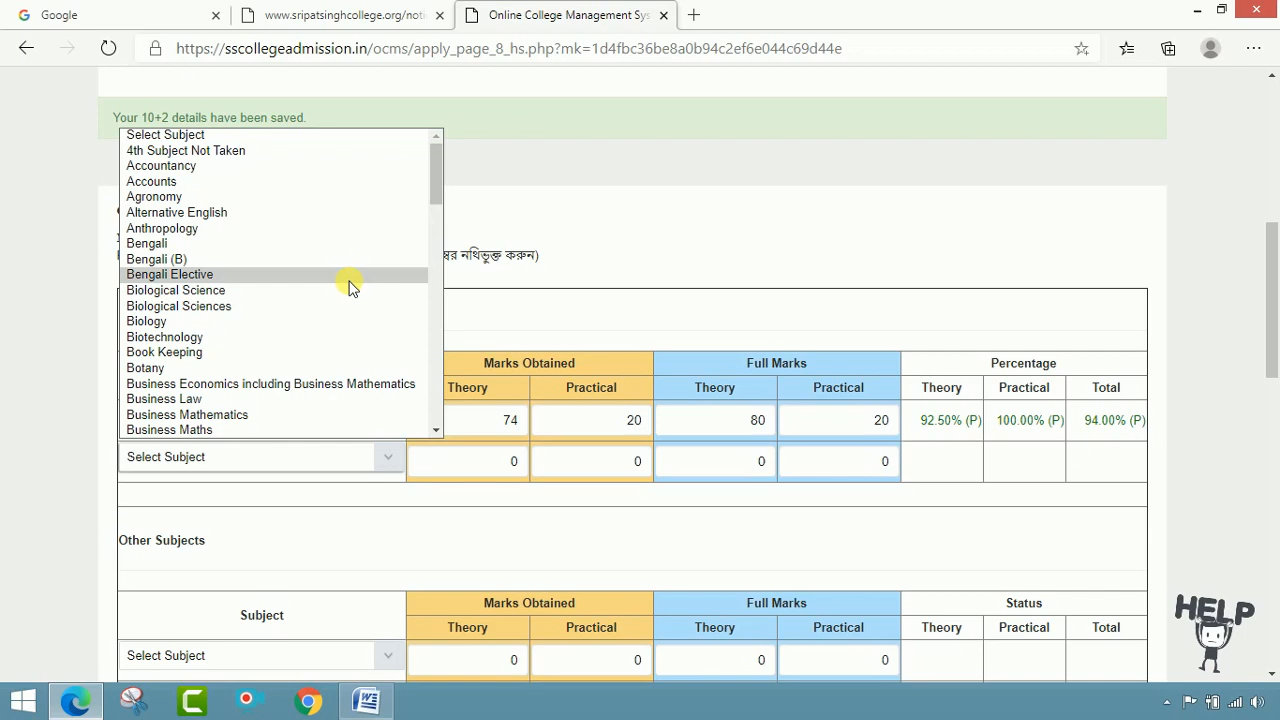 Google
www.sripatsinghcollege.org/not
Online College Management Sys
https://sscollegeadmission.in/ocms/apply_page_8_hs.php?mk=1d4fbc36be8a0b94c2ef6e044c69d44e
Your 10+2 details have been saved.
Select Subject
4th Subject Not Taken
Accountancy
Accounts
Agronomy
Alternative English
Anthropology
Bengali
Bengali (B)
Bengali Elective
Biological Science
Biological Sciences
Biology
Biotechnology
Book Keeping
Botany
Business Economics including Business Mathematics
Business Law
Business Mathematics
Business Maths
নথিভুক্ত করুন)
Marks Obtained Full Marks Percentage
Theory Practical Theory Practical Theory Practical Total
74 20 80 20 92.50% (P) 100.00% (P) 94.00% (P)
Select Subject 0 0 0 0
Other Subjects
Subject Marks Obtained Full Marks Status
Theory Practical Theory Practical Theory Practical Total
Select Subject 0 0 0 0
HELP